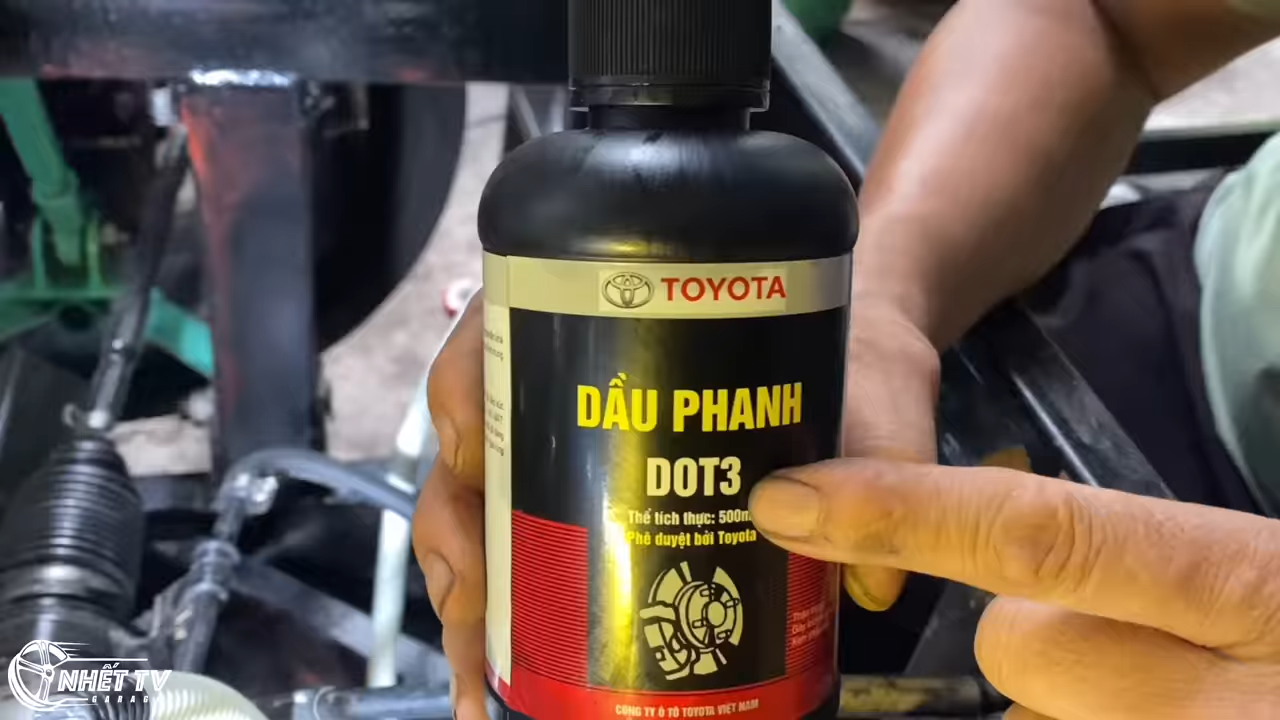 TOYOTA
DẦU PHANH
DOT3
Thể tích thực: 500m
Phê duyệt bởi Toyota
CÔNG TY Ô TÔ TOYOTA VIỆT NAM
NHẾT TV
GARAGE